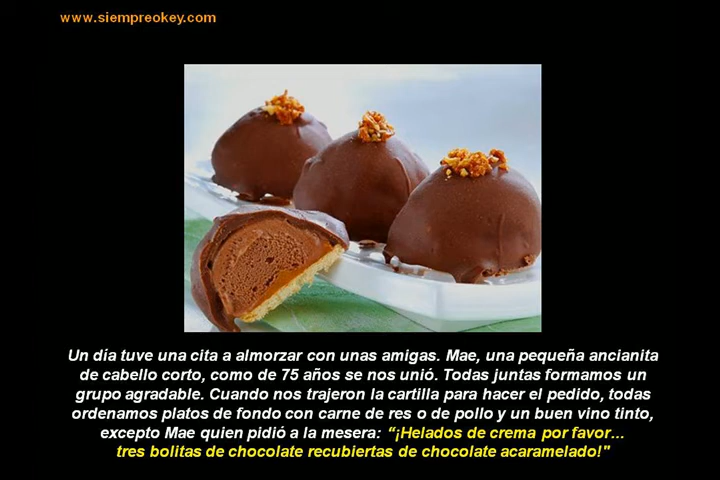 www.siempreokey.com
Un día tuve una cita a almorzar con unas amigas. Mae, una pequeña ancianita
de cabello corto, como de 75 años se nos unió. Todas juntas formamos un
grupo agradable. Cuando nos trajeron la cartilla para hacer el pedido, todas
ordenamos platos de fondo con carne de res o de pollo y un buen vino tinto,
excepto Mae quien pidió a la mesera: “¡Helados de crema por favor...
tres bolitas de chocolate recubiertas de chocolate acaramelado!"